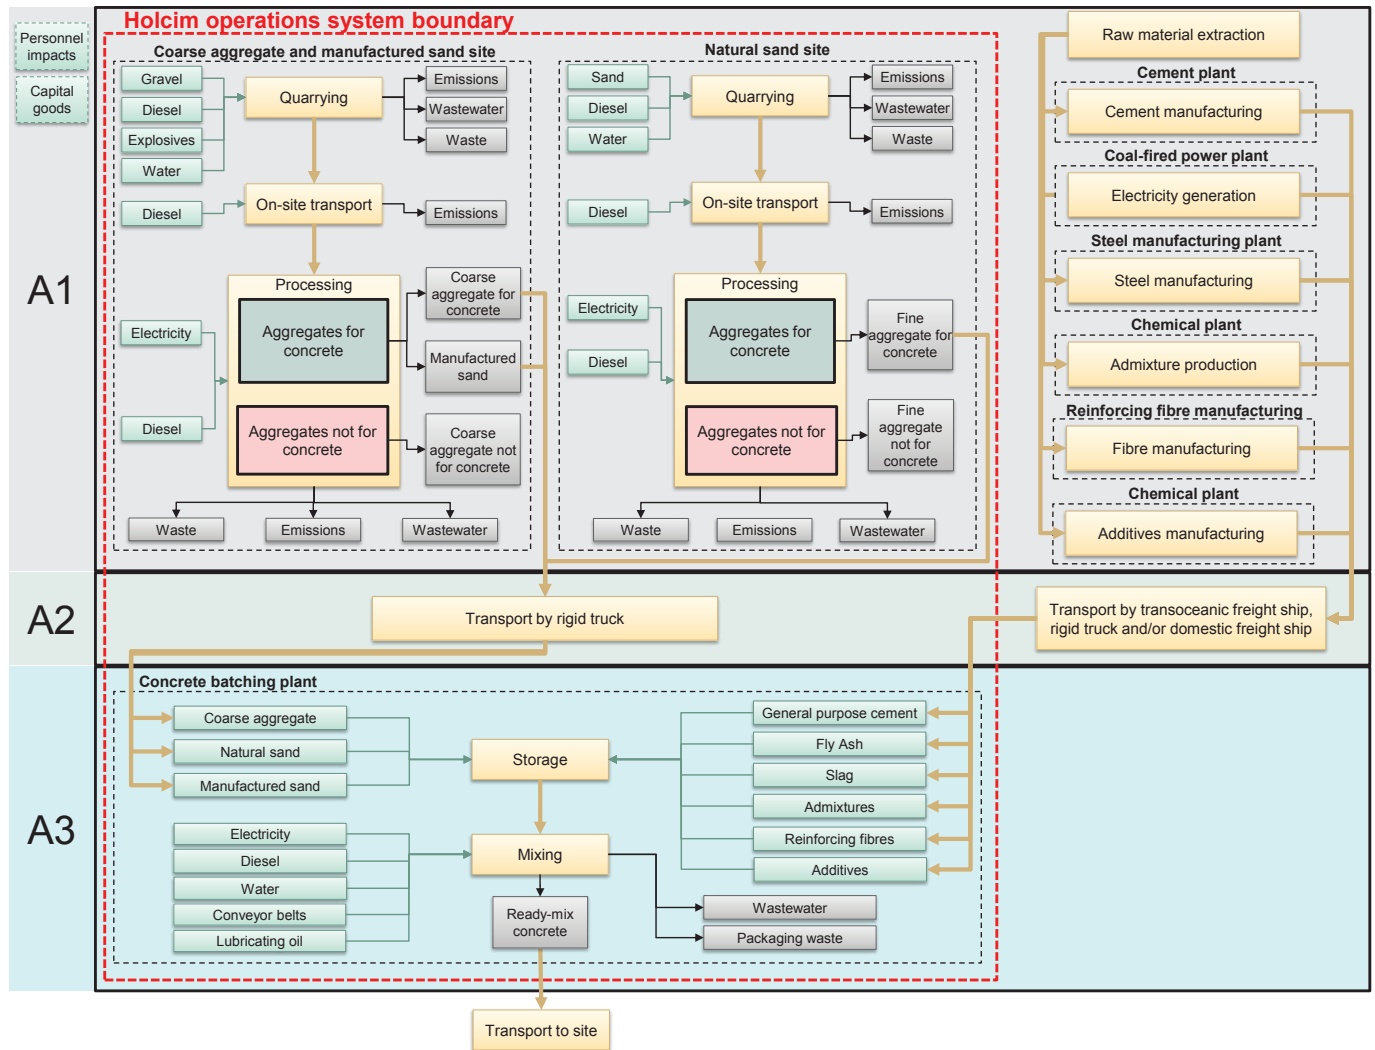 Holcim operations system boundary
Personnel
impacts
Capital
goods
A1
Coarse aggregate and manufactured sand site
Gravel
Diesel
Explosives
Water
Quarrying
Emissions
Wastewater
Waste
Diesel
On-site transport
Emissions
Electricity
Diesel
Processing
Aggregates for
concrete
Aggregates not for
concrete
Coarse
aggregate for
concrete
Manufactured
sand
Coarse
aggregate not
for concrete
Waste
Emissions
Wastewater
Natural sand site
Sand
Diesel
Water
Quarrying
Emissions
Wastewater
Waste
Diesel
On-site transport
Emissions
Electricity
Diesel
Processing
Aggregates for
concrete
Aggregates not for
concrete
Fine
aggregate for
concrete
Fine
aggregate
not for
concrete
Waste
Emissions
Wastewater
Raw material extraction
Cement plant
Cement manufacturing
Coal-fired power plant
Electricity generation
Steel manufacturing plant
Steel manufacturing
Chemical plant
Admixture production
Reinforcing fibre manufacturing
Fibre manufacturing
Chemical plant
Additives manufacturing
A2
Transport by rigid truck
Transport by transoceanic freight ship,
rigid truck and/or domestic freight ship
A3
Concrete batching plant
Coarse aggregate
Natural sand
Manufactured sand
Storage
General purpose cement
Fly Ash
Slag
Admixtures
Reinforcing fibres
Additives
Electricity
Diesel
Water
Conveyor belts
Lubricating oil
Mixing
Ready-mix
concrete
Wastewater
Packaging waste
Transport to site